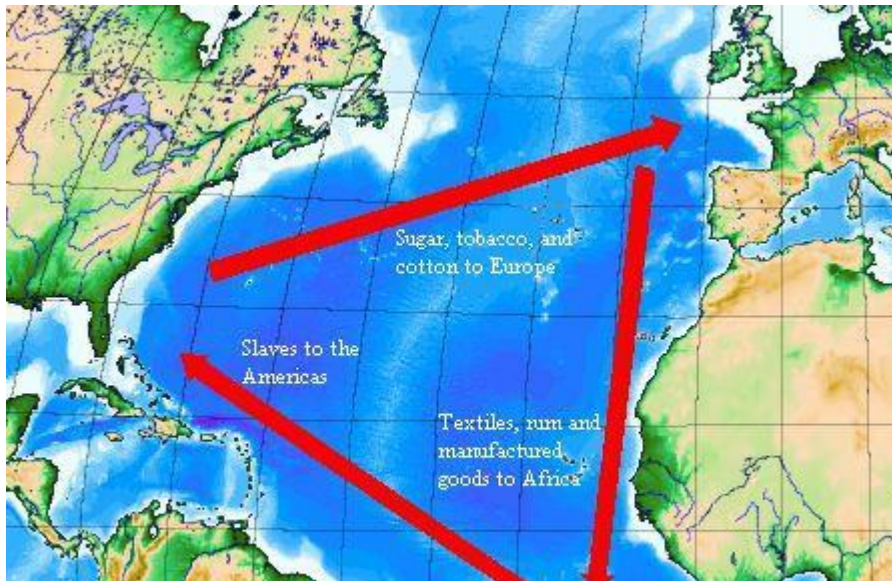 Sugar, tobacco, and
cotton to Europe
Slaves to the
Americas
Textiles, rum and
manufactured
goods to Africa